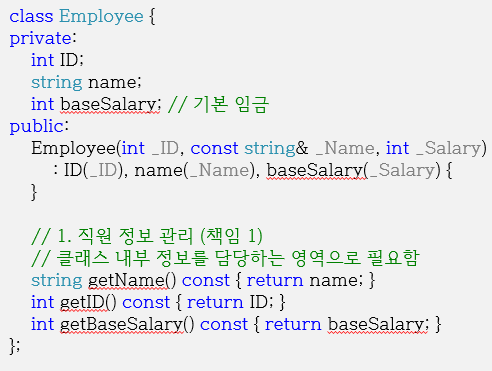 class Employee {
private:
int ID;
string name;
int baseSalary; // 기본 임금
public:
Employee(int _ID, const string& _Name, int _Salary)
: ID(_ID), name(_Name), baseSalary(_Salary) {
}
// 1. 직원 정보 관리 (책임 1)
// 클래스 내부 정보를 담당하는 영역으로 필요함
string getName() const { return name; }
int getID() const { return ID; }
int getBaseSalary() const { return baseSalary; }
};